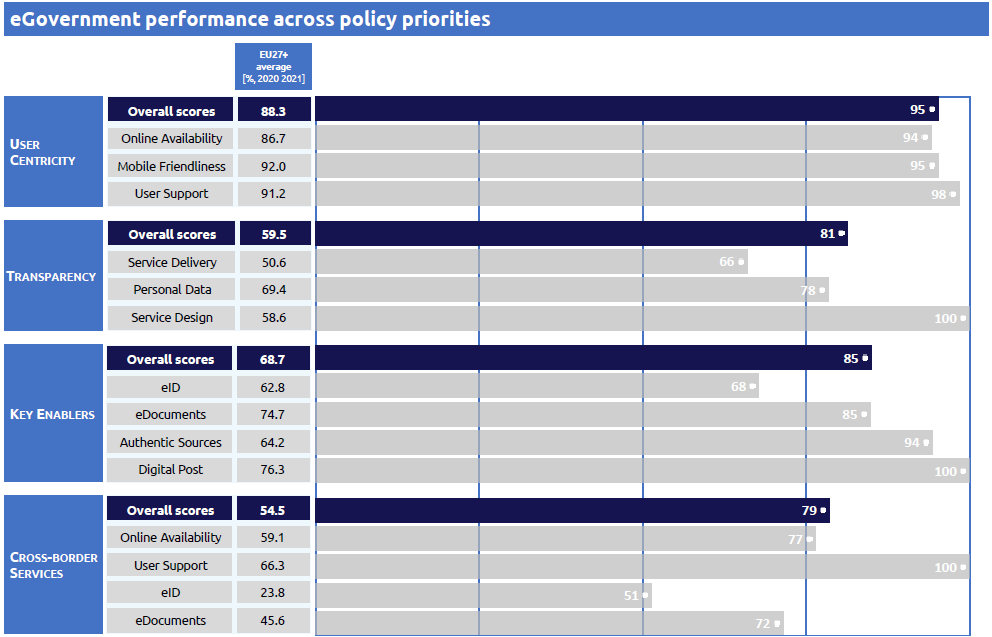 eGovernment performance across policy priorities
EU27+
average
[%, 2020 2021]
USER
CENTRICITY
Overall scores 88.3 95
Online Availability 86.7 94
Mobile Friendliness 92.0 95
User Support 91.2 98
TRANSPARENCY
Overall scores 59.5 81
Service Delivery 50.6 66
Personal Data 69.4 78
Service Design 58.6 100
KEY ENABLERS
Overall scores 68.7 85
eID 62.8 68
eDocuments 74.7 85
Authentic Sources 64.2 94
Digital Post 76.3 100
CROSS-BORDER
SERVICES
Overall scores 54.5 79
Online Availability 59.1 77
User Support 66.3 100
eID 23.8 51
eDocuments 45.6 72